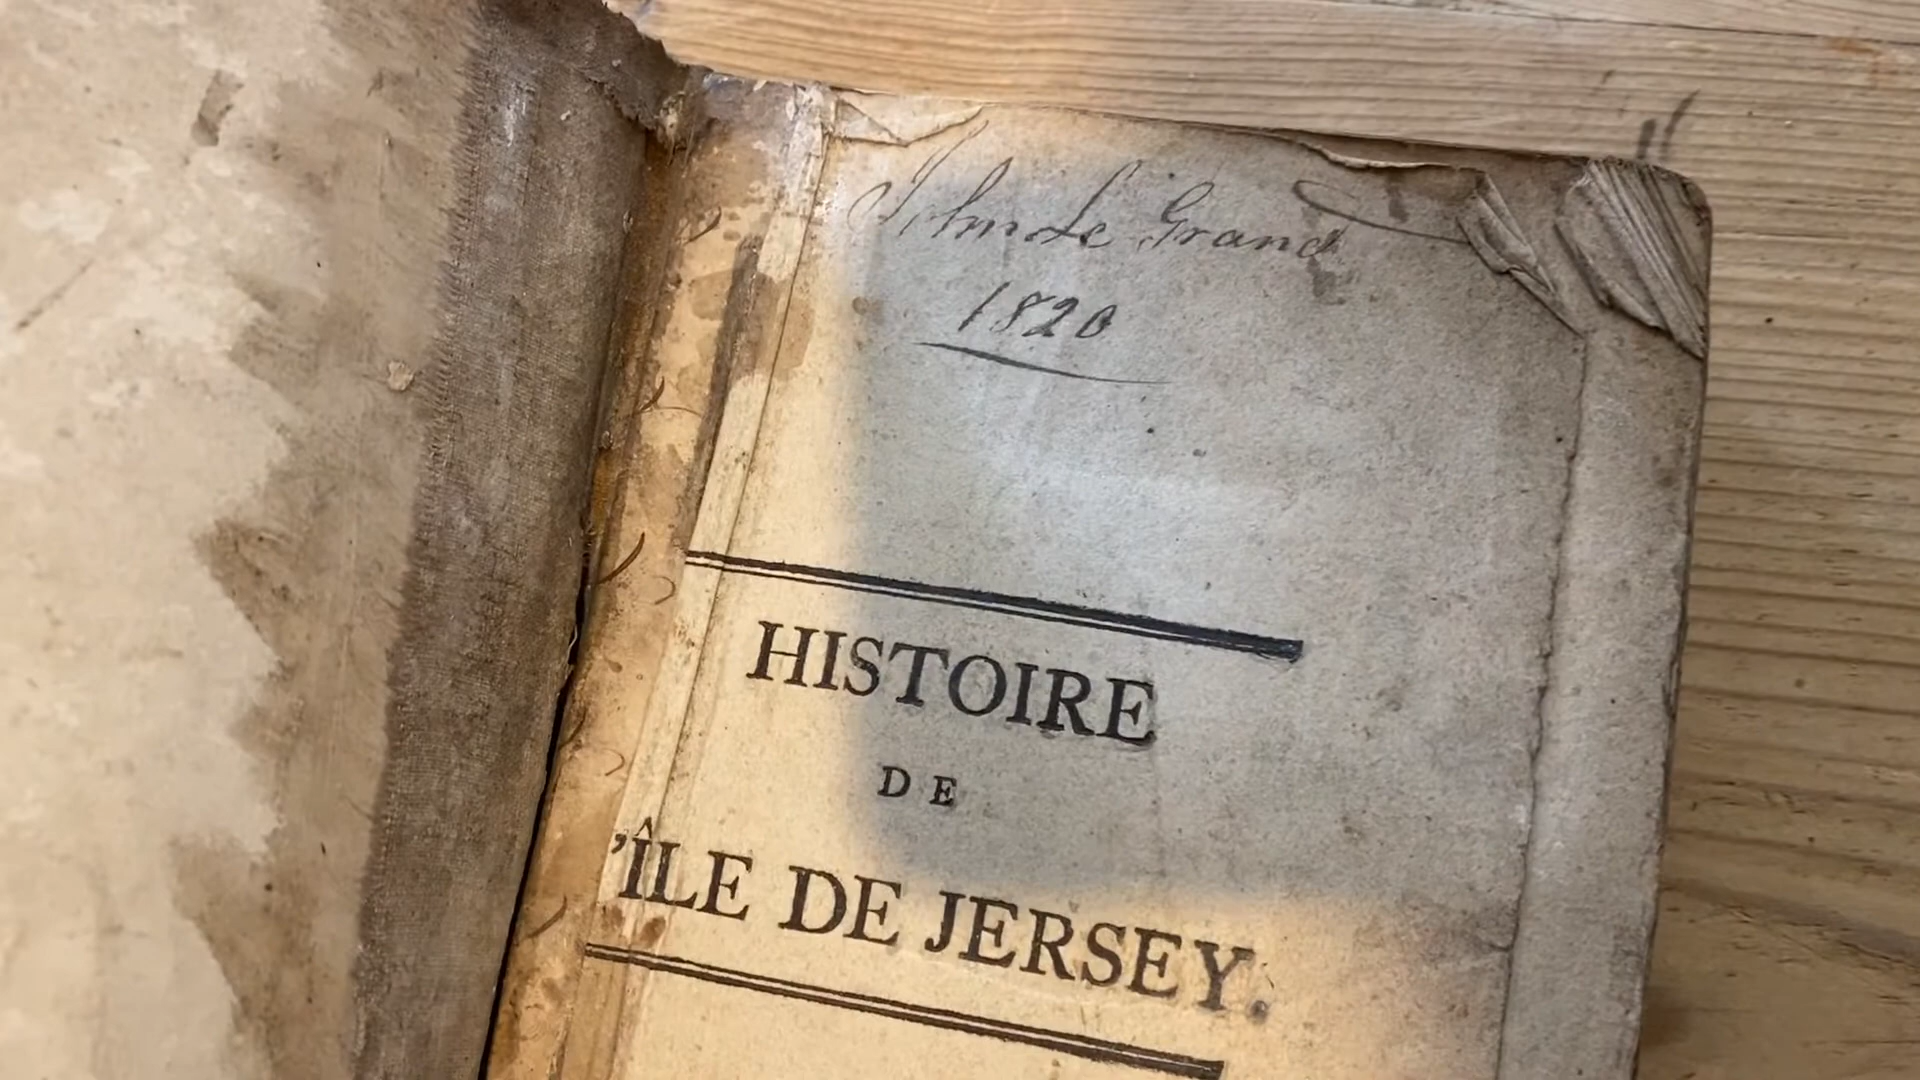 John Le Grand
1820
HISTOIRE
DE
'ÎLE DE JERSEY.